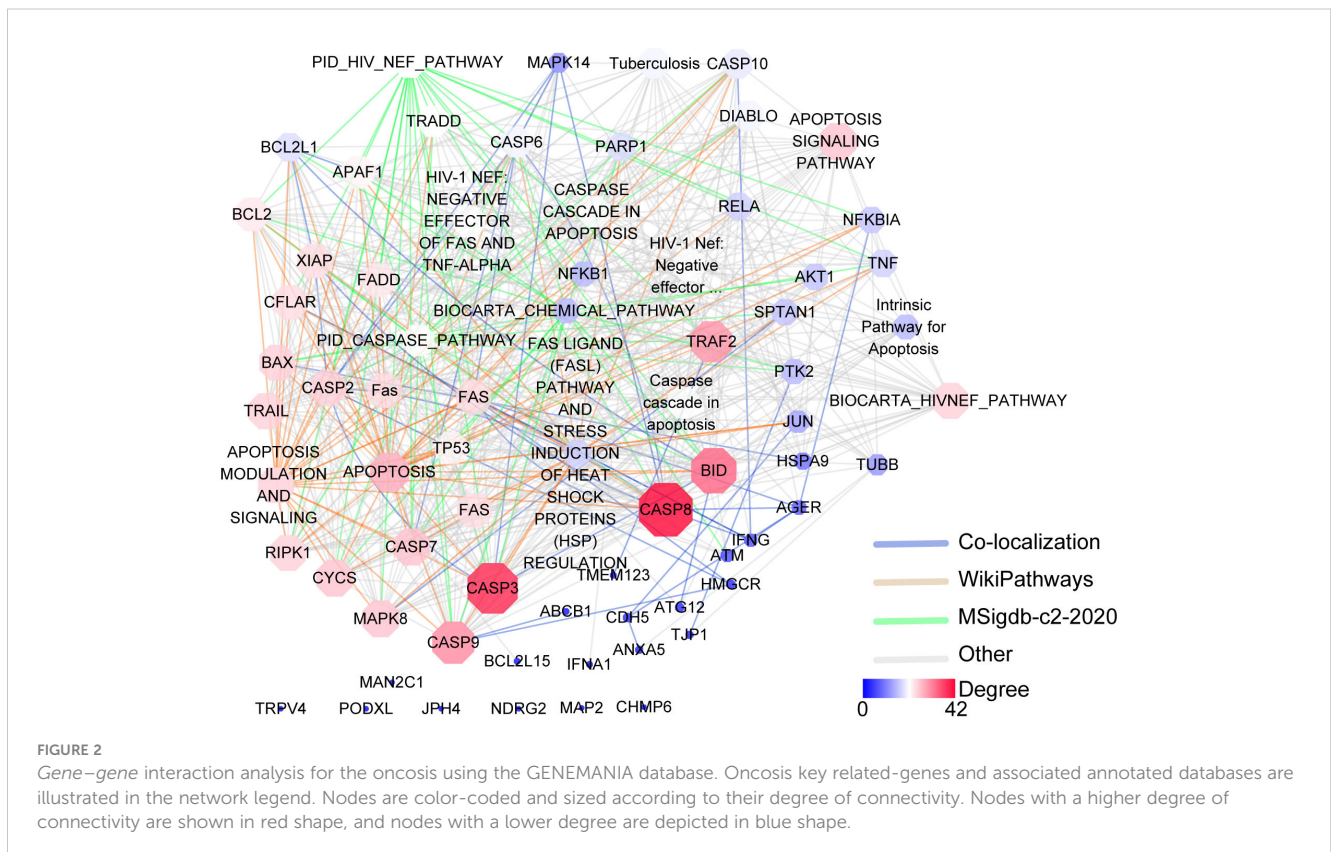 PID_HIV_NEF_PATHWAY
MAPK14
Tuberculosis
CASP10
TRADD
DIABLO
APOPTOSIS
SIGNALING
PATHWAY
BCL2L1
CASP6
PARP1
APAF1
HIV-1 NEF:
NEGATIVE
EFFECTOR
OF FAS AND
TNF-ALPHA
CASPASE
CASCADE IN
APOPTOSIS
RELA
NFKBIA
BCL2
HIV-1 Nef:
Negative
effector ...
XIAP
FADD
NFKB1
AKT1
TNF
CFLAR
BIOCARTA_CHEMICAL_PATHWAY
SPTAN1
Intrinsic
Pathway for
Apoptosis
PID_CASPASE_PATHWAY
FAS LIGAND
(FASL)
PATHWAY
AND
STRESS
INDUCTION
OF HEAT
SHOCK
PROTEINS
(HSP)
REGULATION
TRAF2
BAX
CASP2
Fas
FAS
Caspase
cascade in
apoptosis
PTK2
BIOCARTA_HIVNEF_PATHWAY
TRAIL
JUN
TP53
APOPTOSIS
MODULATION
AND
SIGNALING
APOPTOSIS
BID
HSPA9
TUBB
FAS
CASP8
AGER
RIPK1
CASP7
IFNG
ATM
CYCS
CASP3
TMEM123
HMGCR
MAPK8
ABCB1
CDH5
ATG12
CASP9
TJP1
ANXA5
BCL2L15
IFNA1
MAN2C1
TRPV4
PODXL
JPH4
NDRG2
MAP2
CHMP6
Co-localization
WikiPathways
MSigdb-c2-2020
Other
Degree
0 42
FIGURE 2
Gene–gene interaction analysis for the oncosis using the GENEMANIA database. Oncosis key related-genes and associated annotated databases are
illustrated in the network legend. Nodes are color-coded and sized according to their degree of connectivity. Nodes with a higher degree of
connectivity are shown in red shape, and nodes with a lower degree are depicted in blue shape.